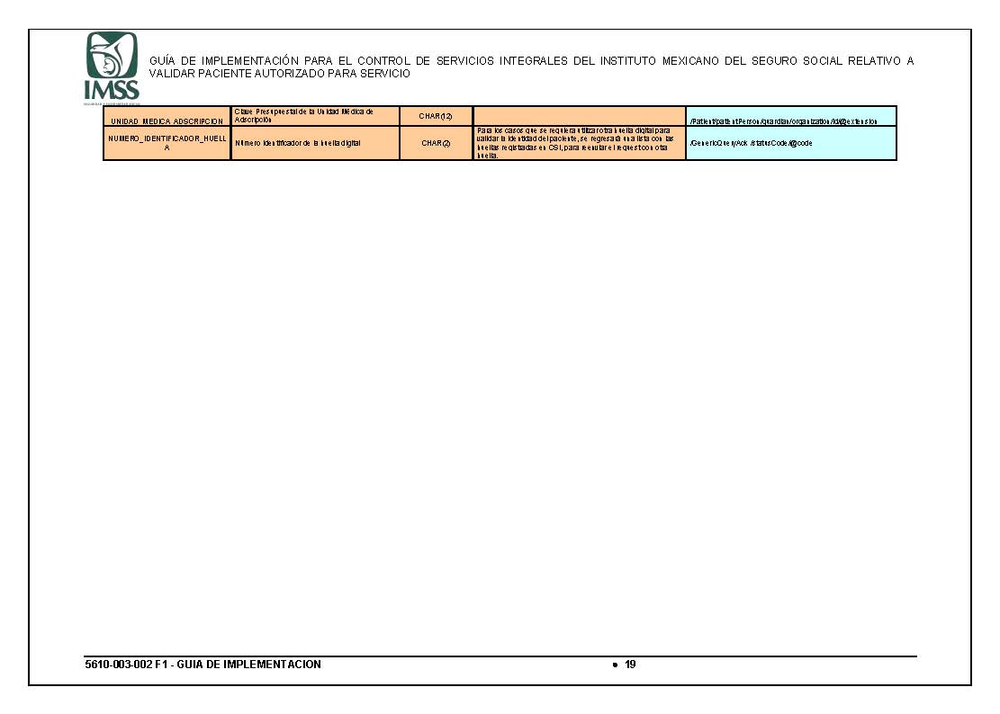 GUÍA DE IMPLEMENTACIÓN PARA EL CONTROL DE SERVICIOS INTEGRALES DEL INSTITUTO MEXICANO DEL SEGURO SOCIAL RELATIVO A
VALIDAR PACIENTE AUTORIZADO PARA SERVICIO
IMSS
SEGURIDAD Y SOLIDARIDAD SOCIAL
UNIDAD_MEDICA_ADSCRIPCION
Clave Presupuestal de la Unidad Médica de
Adscripción
CHAR(12)
/Patient/patientPerson/guardian/organization/id/@extension
NUMERO_IDENTIFICADOR_HUELL
A
Número identificador de la huella digital
CHAR(2)
Para los casos que se requiera utilizar otra huella digital para
validar la identidad del paciente, se regresará una lista con las
huellas registradas en CSI, para reenviar el request con otra
huella.
/GenericQueryAck /statusCode/@code
5610-003-002 F1 - GUIA DE IMPLEMENTACION
● 19